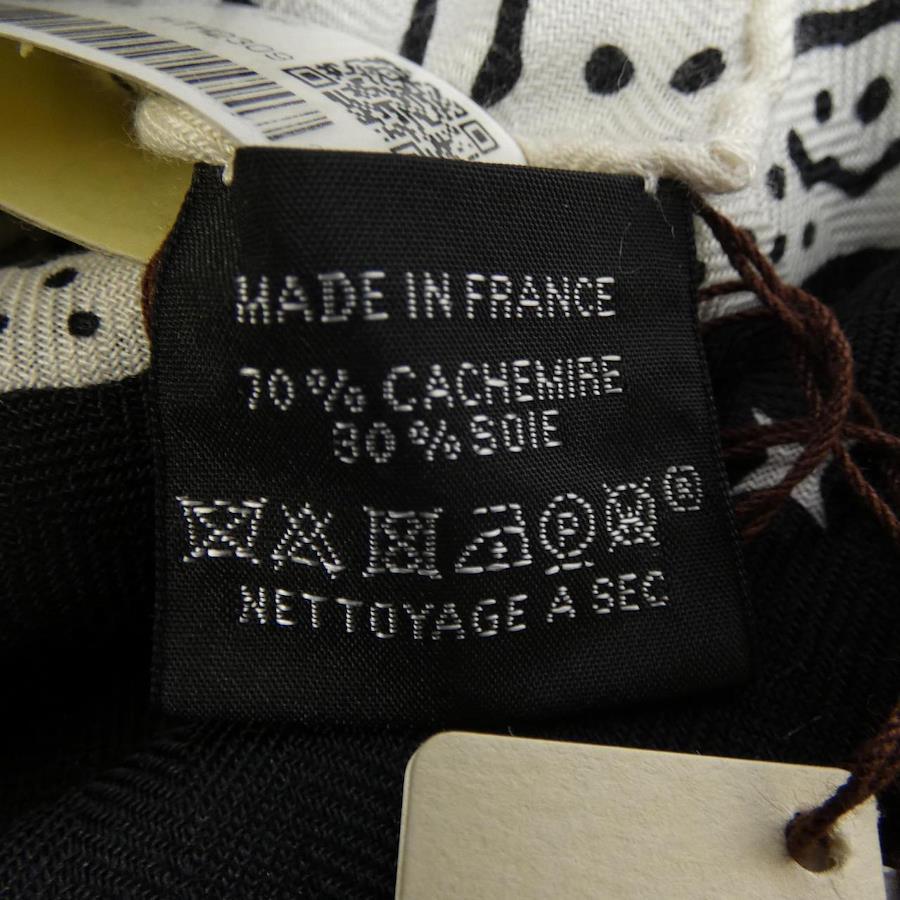 MADE IN FRANCE
70 % CACHEMIRE
30 % SOIE
P
®
NETTOYAGE A SEC